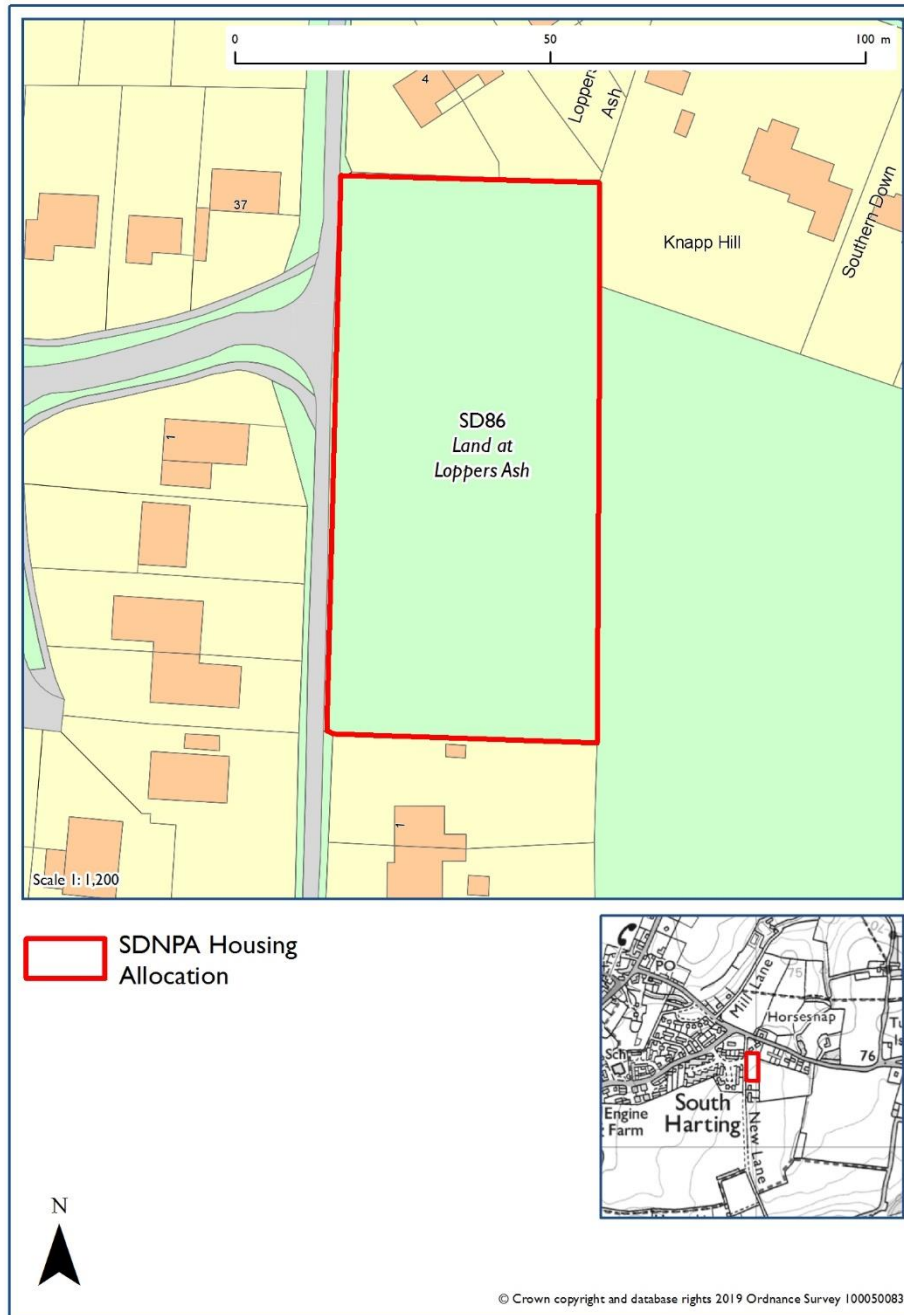 0 50 100 m
4
Loppers
Ash
37
Knapp Hill
Southern Down
SD86
Land at
Loppers Ash
1
1
Scale 1: 1,200
SDNPA Housing
Allocation
PO
Mill Lane
75
70
Horsesnap
Sch
76
Engine
Farm
South
Harting
New Lane
N
© Crown copyright and database rights 2019 Ordnance Survey 100050083